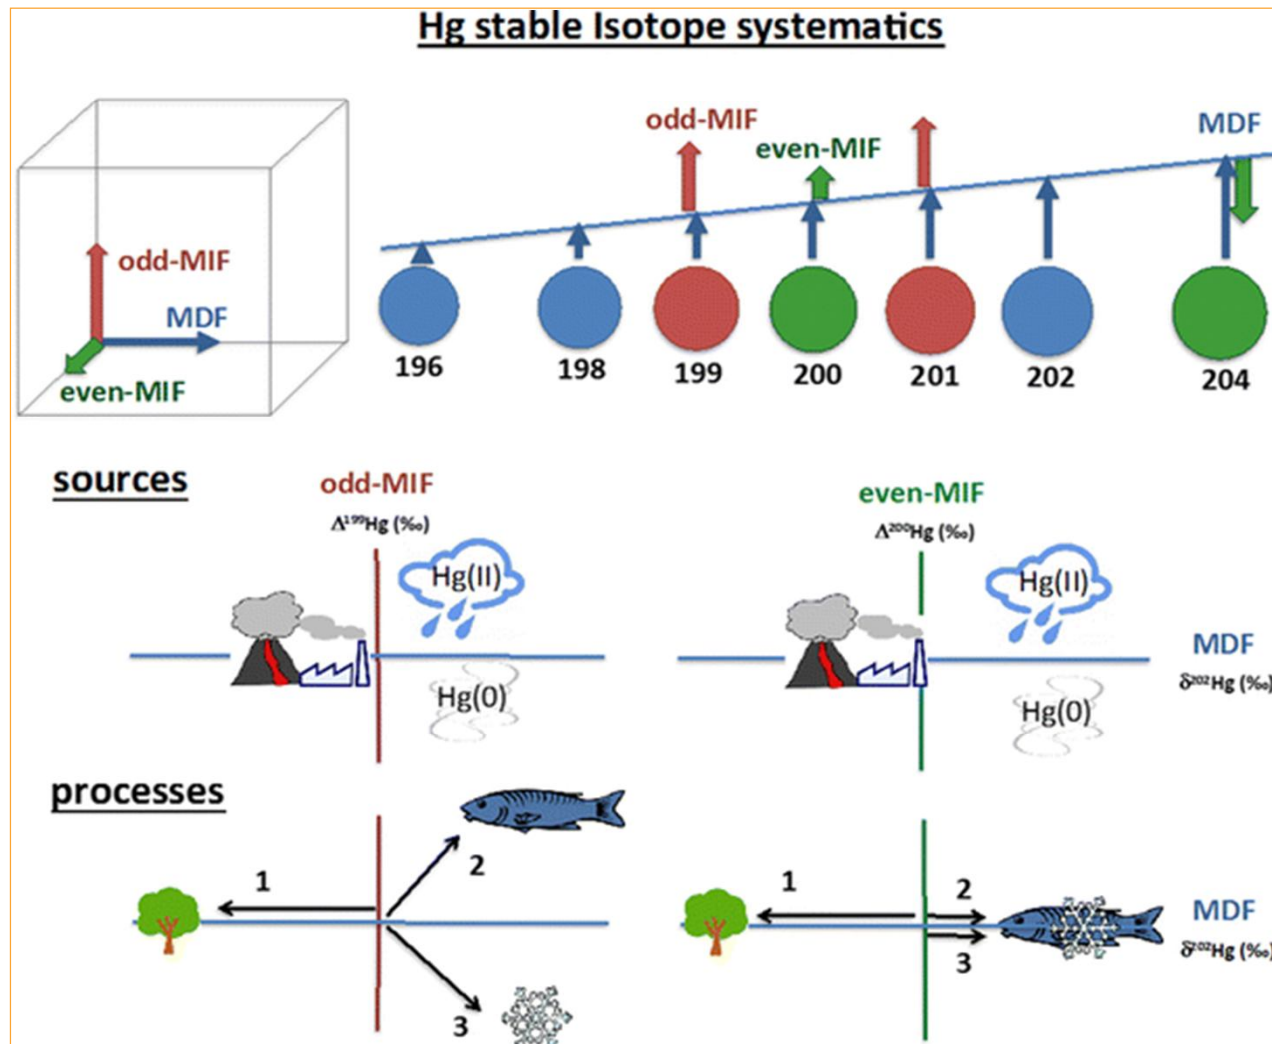 Hg stable Isotope systematics
odd-MIF
MDF
even-MIF
odd-MIF
even-MIF
MDF
196 198 199 200 201 202 204
sources
odd-MIF
Δ¹⁹⁹Hg (‰)
Hg(II)
Hg(0)
even-MIF
Δ²⁰⁰Hg (‰)
Hg(II)
Hg(0)
MDF
δ²⁰²Hg (‰)
processes
1
2
3
1
2
3
MDF
δ²⁰²Hg (‰)